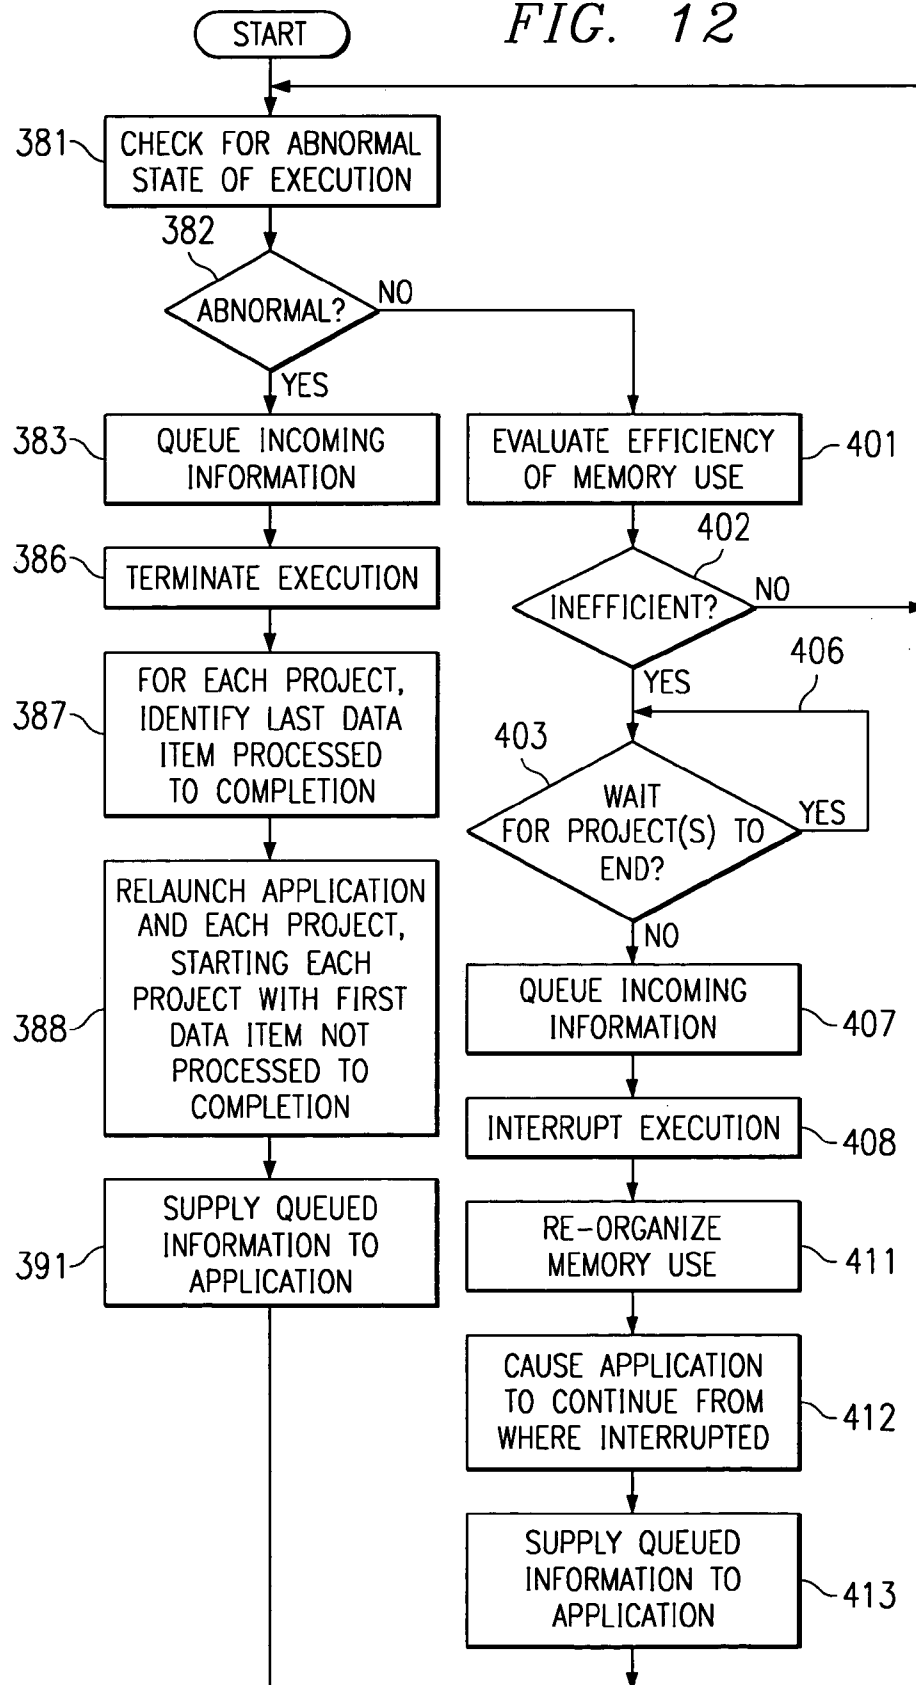 FIG. 12
START
381
CHECK FOR ABNORMAL
STATE OF EXECUTION
382
ABNORMAL?
NO
YES
383
QUEUE INCOMING
INFORMATION
386
TERMINATE EXECUTION
387
FOR EACH PROJECT,
IDENTIFY LAST DATA
ITEM PROCESSED
TO COMPLETION
388
RELAUNCH APPLICATION
AND EACH PROJECT,
STARTING EACH
PROJECT WITH FIRST
DATA ITEM NOT
PROCESSED TO
COMPLETION
391
SUPPLY QUEUED
INFORMATION TO
APPLICATION
EVALUATE EFFICIENCY
OF MEMORY USE
401
402
INEFFICIENT?
NO
YES
406
403
WAIT
FOR PROJECT(S) TO
END?
YES
NO
QUEUE INCOMING
INFORMATION
407
INTERRUPT EXECUTION
408
RE-ORGANIZE
MEMORY USE
411
CAUSE APPLICATION
TO CONTINUE FROM
WHERE INTERRUPTED
412
SUPPLY QUEUED
INFORMATION TO
APPLICATION
413